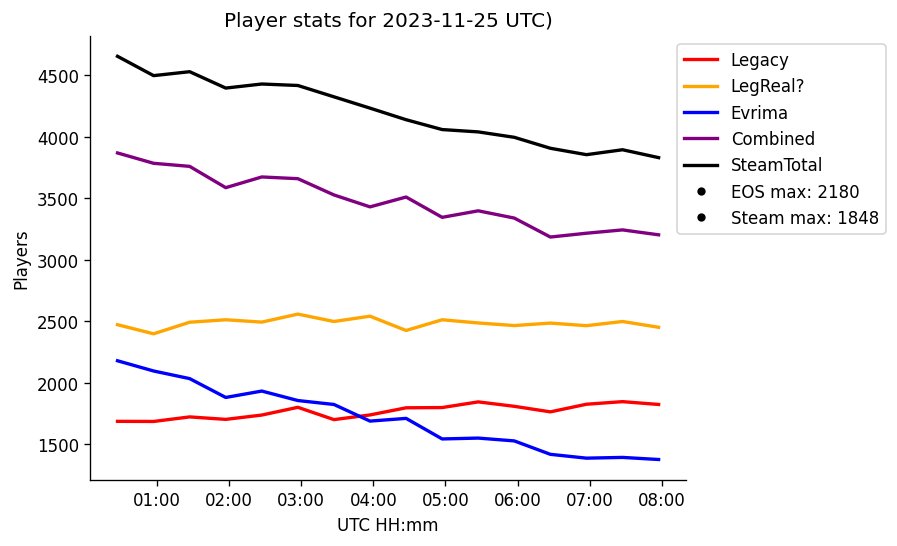 Player stats for 2023-11-25 UTC)
Players
4500
4000
3500
3000
2500
2000
1500
01:00 02:00 03:00 04:00 05:00 06:00 07:00 08:00
UTC HH:mm
Legacy
LegReal?
Evrima
Combined
SteamTotal
EOS max: 2180
Steam max: 1848